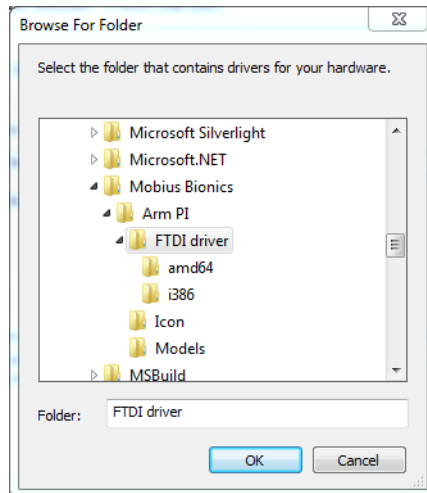 Browse For Folder
Select the folder that contains drivers for your hardware.
Microsoft Silverlight
Microsoft.NET
Mobius Bionics
Arm PI
FTDI driver
amd64
i386
Icon
Models
MSBuild
Folder: FTDI driver
OK Cancel